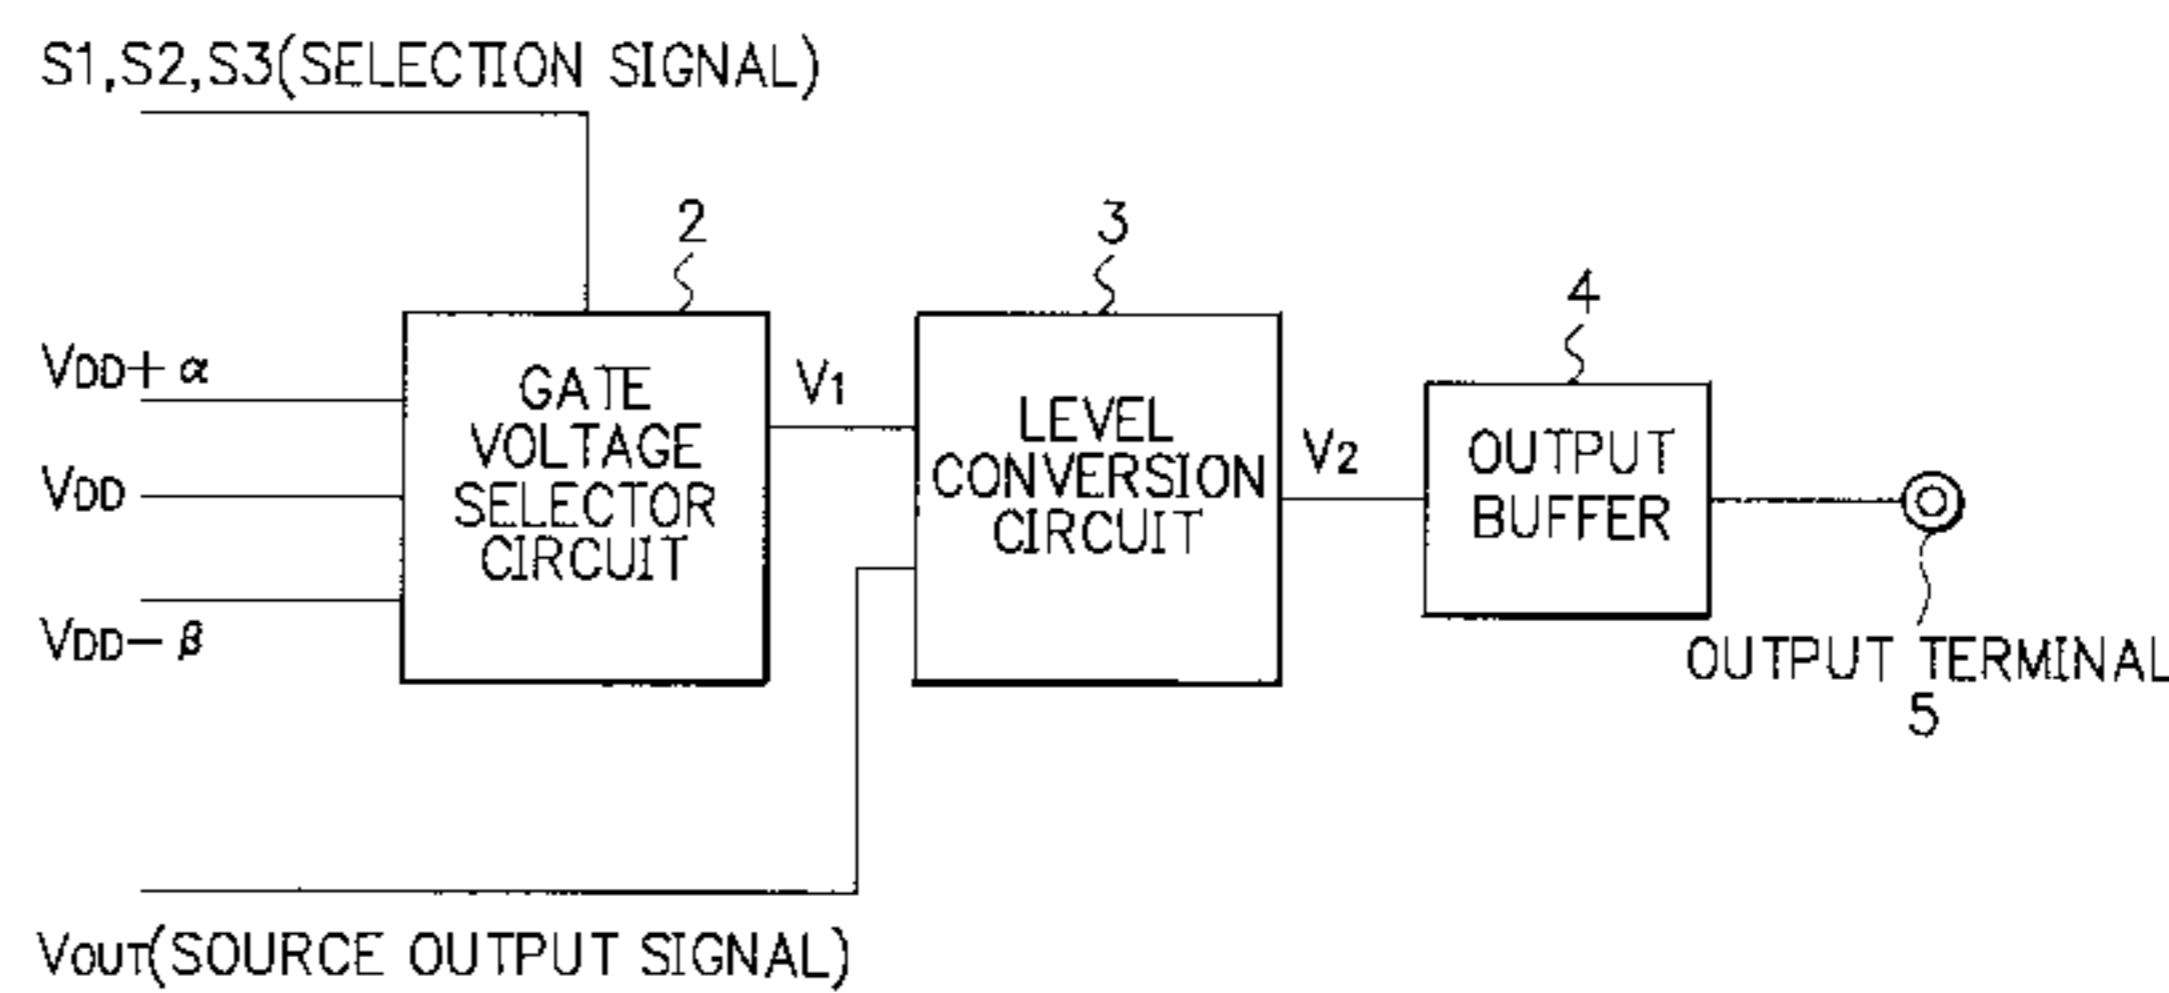 S1,S2,S3(SELECTION SIGNAL)
2
3
4
VDD+α
VDD
VDD-β
GATE
VOLTAGE
SELECTOR
CIRCUIT
V1
LEVEL
CONVERSION
CIRCUIT
V2
OUTPUT
BUFFER
OUTPUT TERMINAL
5
VOUT(SOURCE OUTPUT SIGNAL)